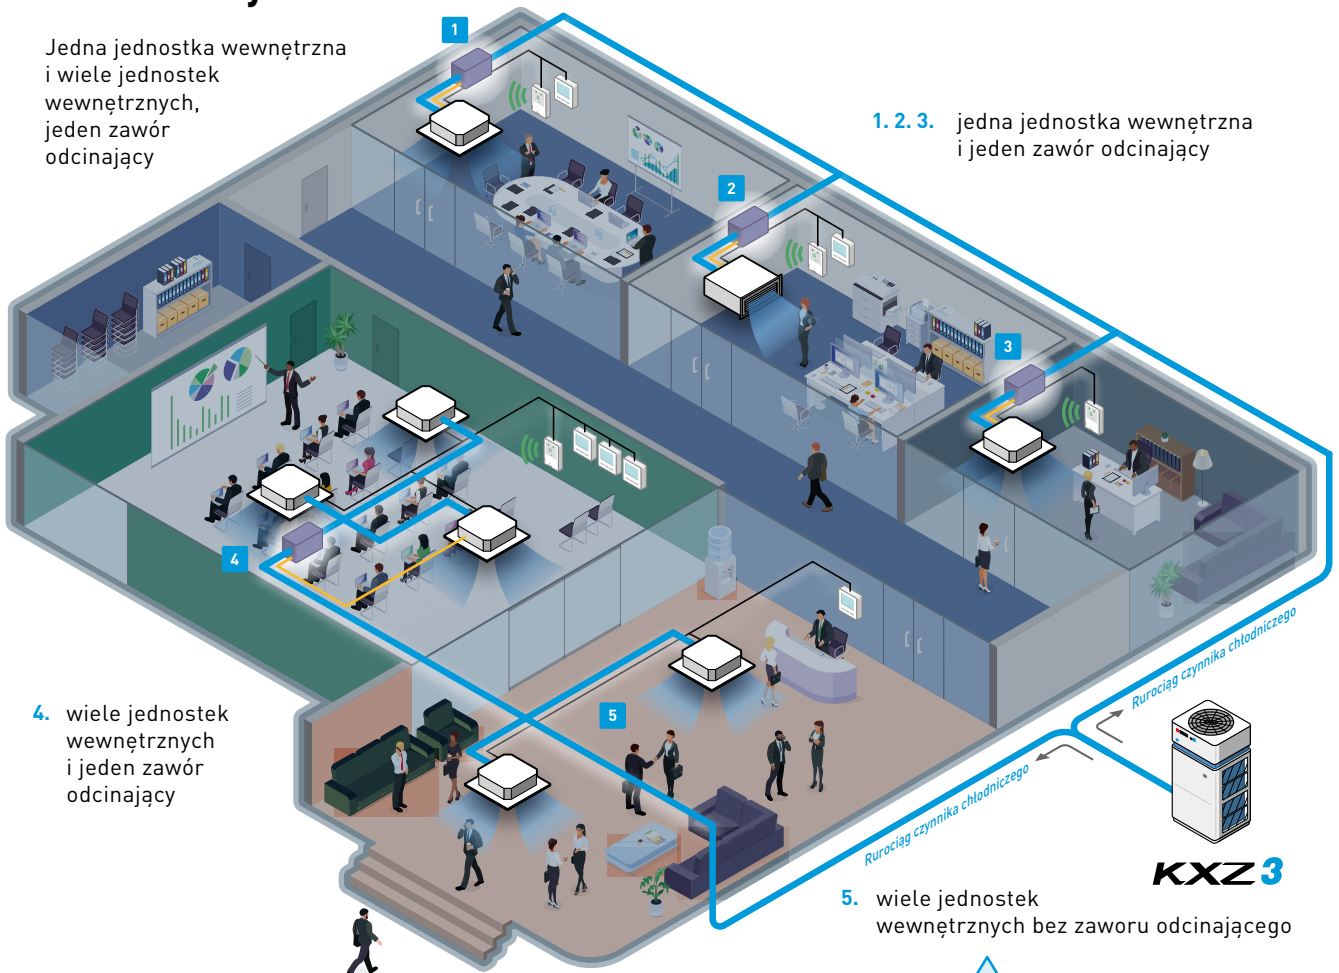 Jedna jednostka wewnętrzna
i wiele jednostek
wewnętrznych,
jeden zawór
odcinający
1
1. 2. 3. jedna jednostka wewnętrzna
i jeden zawór odcinający
2
3
4
5
4. wiele jednostek
wewnętrznych
i jeden zawór
odcinający
Rurociąg czynnika chłodniczego
Rurociąg czynnika chłodniczego
KXZ3
5. wiele jednostek
wewnętrznych bez zaworu odcinającego